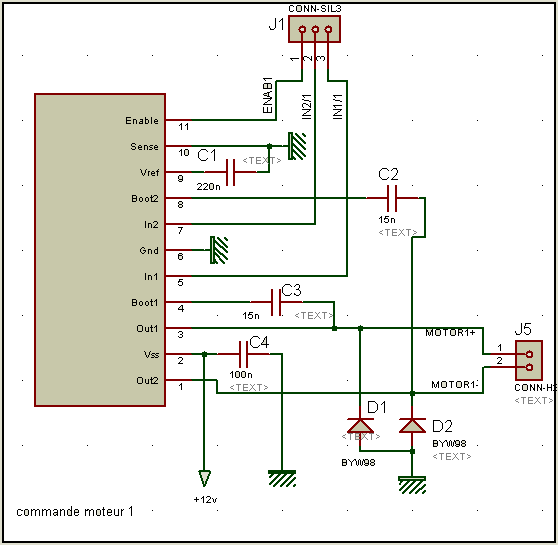 CONN-SIL3
J1
1
2
3
ENAB1
IN2/1
IN1/1
Enable
11
Sense
10
C1
<TEXT>
Vref
9
220n
C2
Boot2
8
15n
<TEXT>
In2
7
Gnd
6
In1
5
C3
Boot1
4
15n
<TEXT>
Out1
3
MOTOR1+
J5
C4
Vss
2
1
2
100n
<TEXT>
Out2
1
MOTOR1-
CONN-H2
<TEXT>
D1
<TEXT>
BYW98
D2
BYW98
<TEXT>
+12v
commande moteur 1